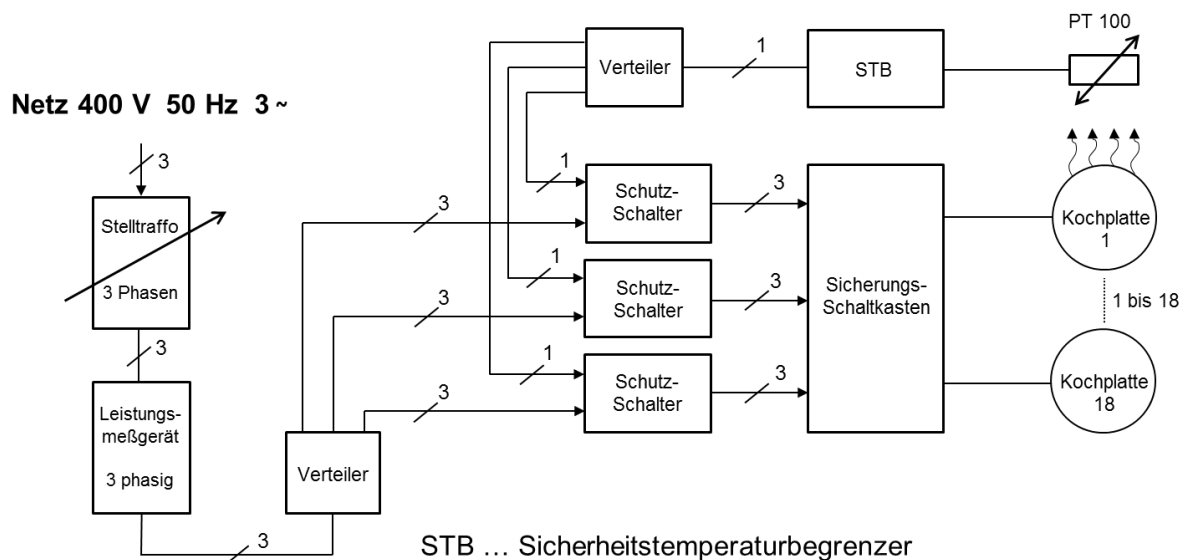 PT 100
1
Verteiler
STB
Netz 400 V 50 Hz 3 ~
3
1
3
Schutz-
Schalter
3
Stelltraffo
3 Phasen
Kochplatte
1
1
3
Schutz-
Schalter
3
Sicherungs-
Schaltkasten
1 bis 18
3
1
3
Schutz-
Schalter
3
Kochplatte
18
Leistungs-
meßgerät
3 phasig
Verteiler
3
STB ... Sicherheitstemperaturbegrenzer